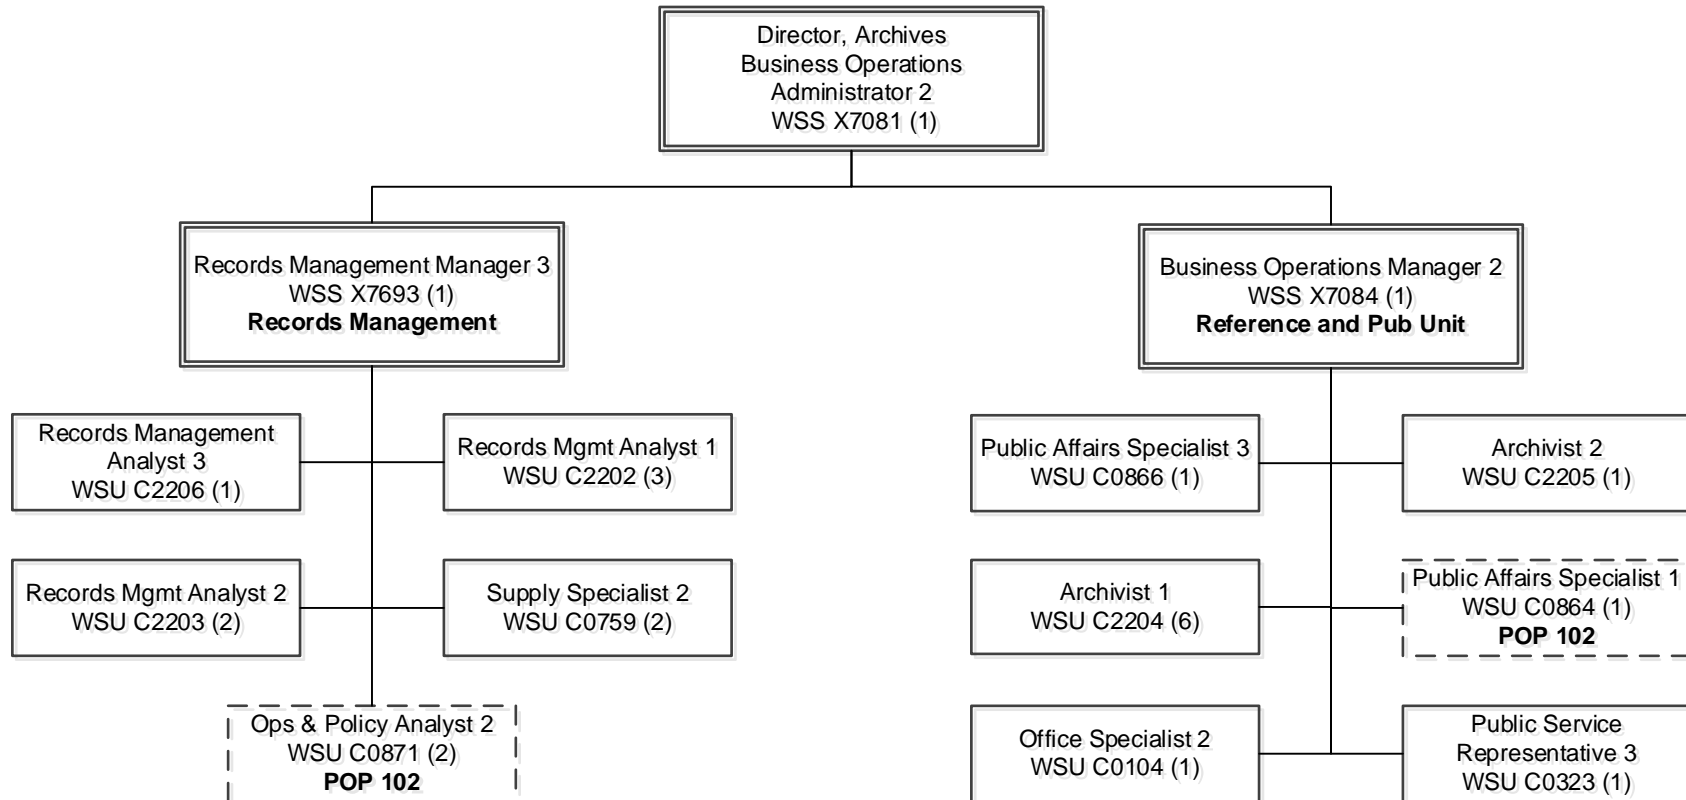 Director, Archives
Business Operations
Administrator 2
WSS X7081 (1)
Records Management Manager 3
WSS X7693 (1)
Records Management
Business Operations Manager 2
WSS X7084 (1)
Reference and Pub Unit
Records Management
Analyst 3
WSU C2206 (1)
Records Mgmt Analyst 1
WSU C2202 (3)
Public Affairs Specialist 3
WSU C0866 (1)
Archivist 2
WSU C2205 (1)
Records Mgmt Analyst 2
WSU C2203 (2)
Supply Specialist 2
WSU C0759 (2)
Archivist 1
WSU C2204 (6)
Public Affairs Specialist 1
WSU C0864 (1)
POP 102
Ops & Policy Analyst 2
WSU C0871 (2)
POP 102
Office Specialist 2
WSU C0104 (1)
Public Service
Representative 3
WSU C0323 (1)